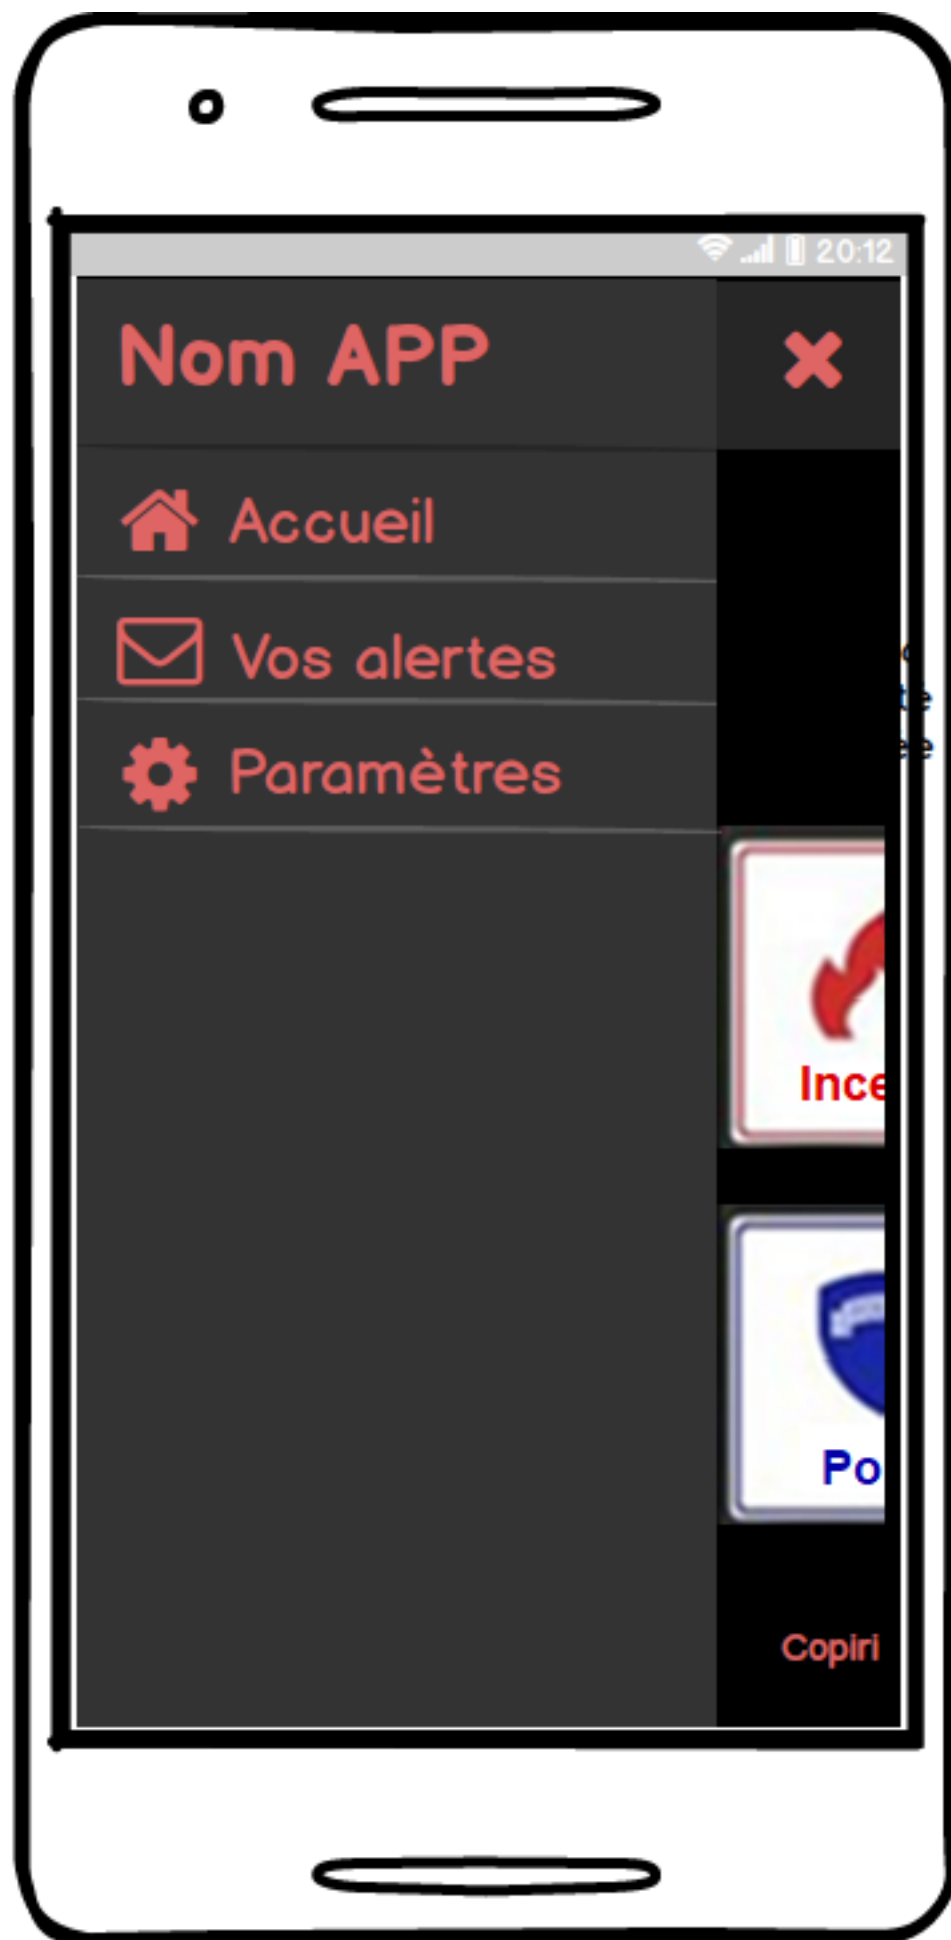 20:12
Nom APP
Accueil
Vos alertes
Paramètres
Ince
Po
Copiri